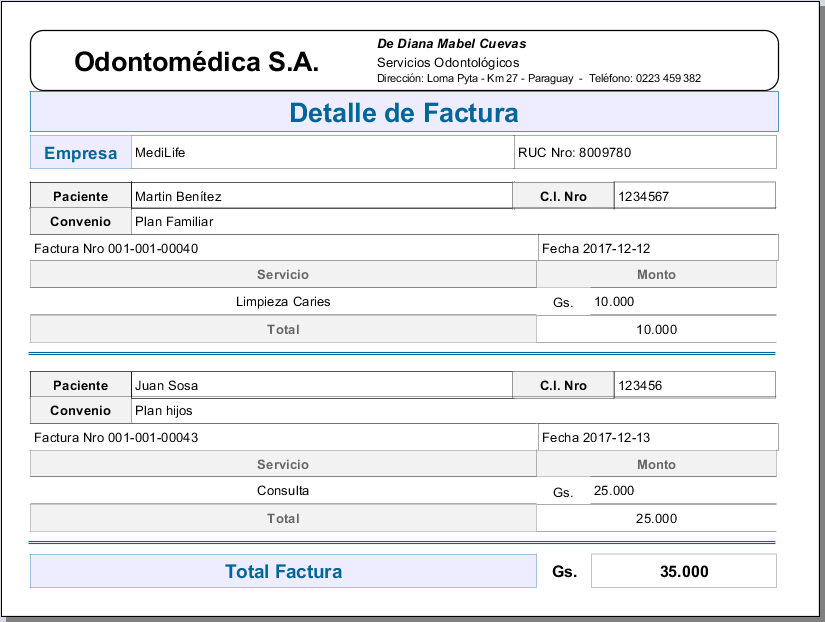 Odontomédica S.A.
De Diana Mabel Cuevas
Servicios Odontológicos
Dirección: Loma Pyta - Km 27 - Paraguay - Teléfono: 0223 459 382
Detalle de Factura
Empresa MediLife RUC Nro: 8009780
Paciente Martin Benítez C.I. Nro 1234567
Convenio Plan Familiar
Factura Nro 001-001-00040 Fecha 2017-12-12
Servicio Monto
Limpieza Caries Gs. 10.000
Total 10.000
Paciente Juan Sosa C.I. Nro 123456
Convenio Plan hijos
Factura Nro 001-001-00043 Fecha 2017-12-13
Servicio Monto
Consulta Gs. 25.000
Total 25.000
Total Factura Gs. 35.000